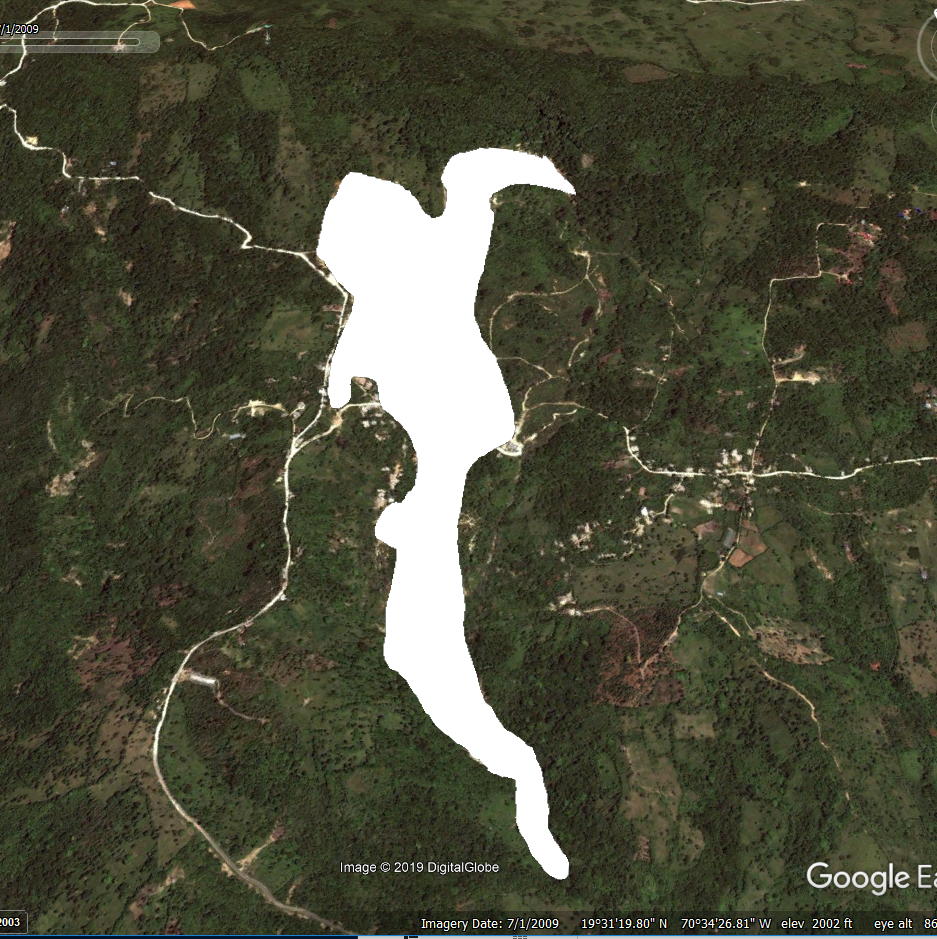 /1/2009
Image © 2019 DigitalGlobe
Google Ea
2003
Imagery Date: 7/1/2009 19°31'19.80" N 70°34'26.81" W elev 2002 ft eye alt 86